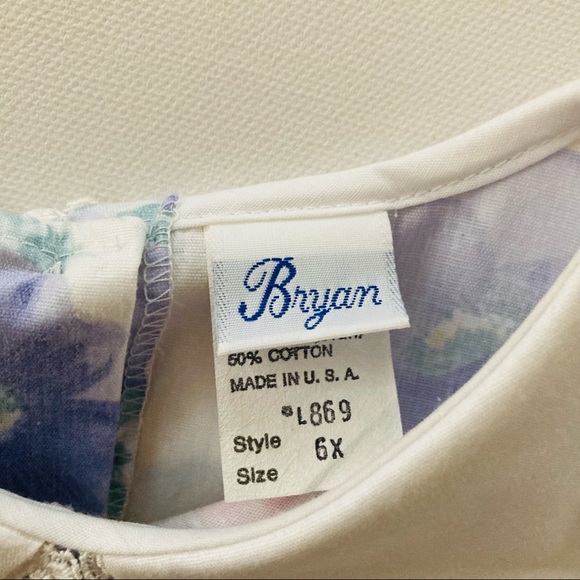 Bryan
50% COTTON
MADE IN U.S.A.
L869
Style
6X
Size